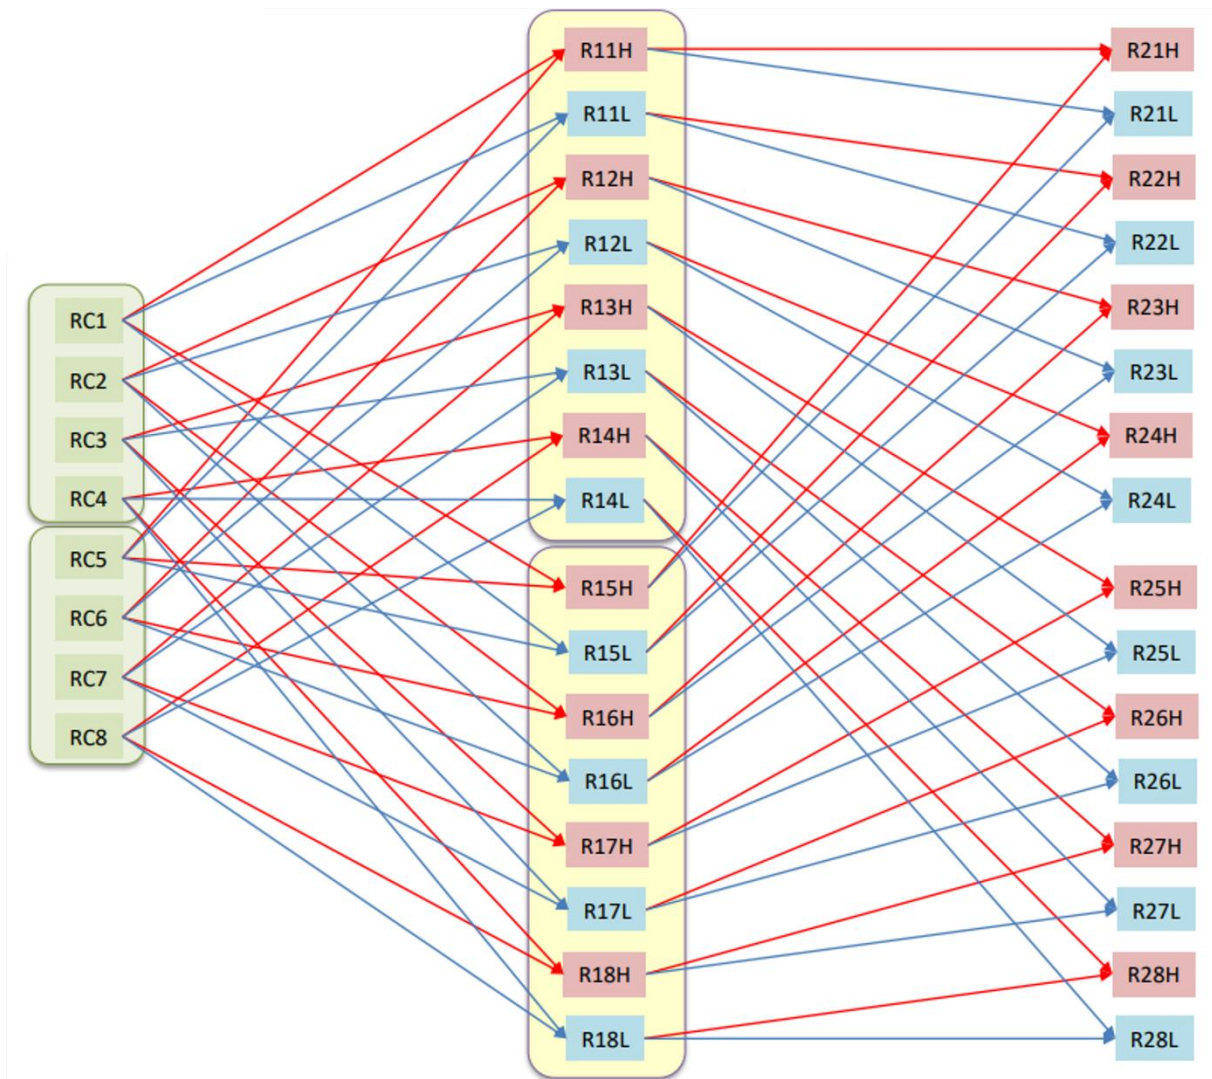 RC1
RC2
RC3
RC4
RC5
RC6
RC7
RC8
R11H
R11L
R12H
R12L
R13H
R13L
R14H
R14L
R15H
R15L
R16H
R16L
R17H
R17L
R18H
R18L
R21H
R21L
R22H
R22L
R23H
R23L
R24H
R24L
R25H
R25L
R26H
R26L
R27H
R27L
R28H
R28L